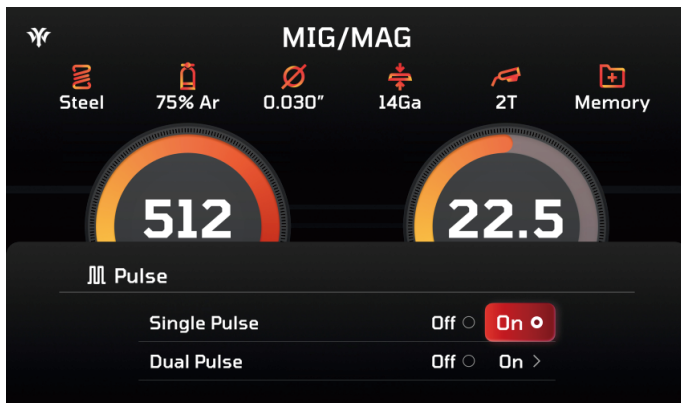 MIG/MAG
Steel 75% Ar 0.030" 14Ga 2T Memory
512 22.5
Pulse
Single Pulse Off On
Dual Pulse Off On >